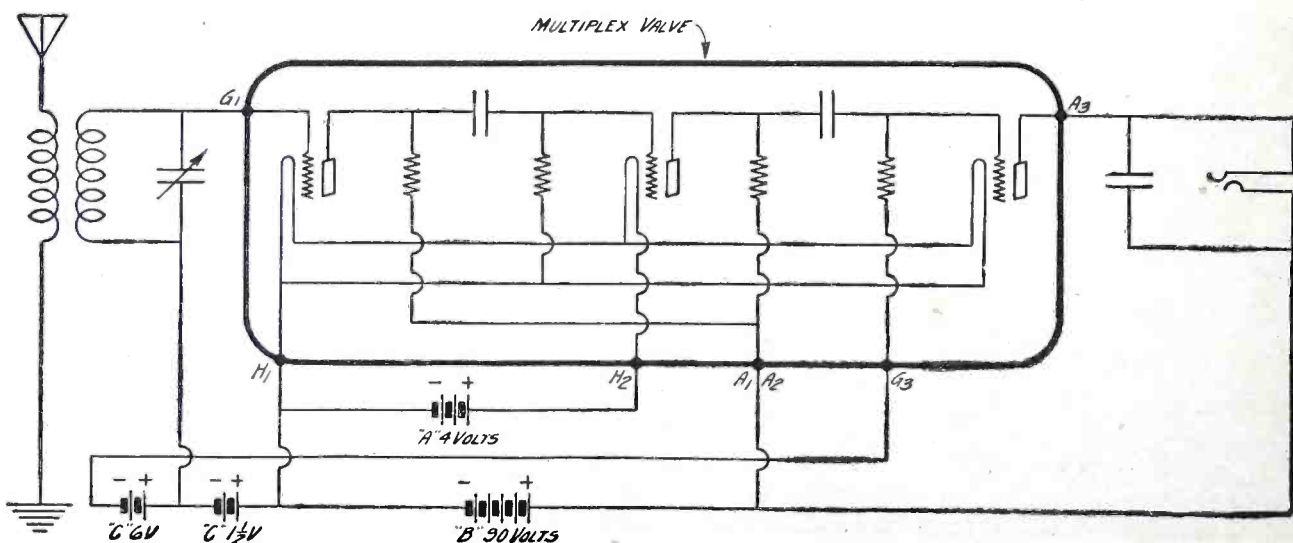 MULTIPLEX VALVE
G1
A3
H1
H2
A1 A2
G3
- +
"A" 4 VOLTS
- +
- +
- +
"C" 6V
"C" 1½V
"B" 90 VOLTS